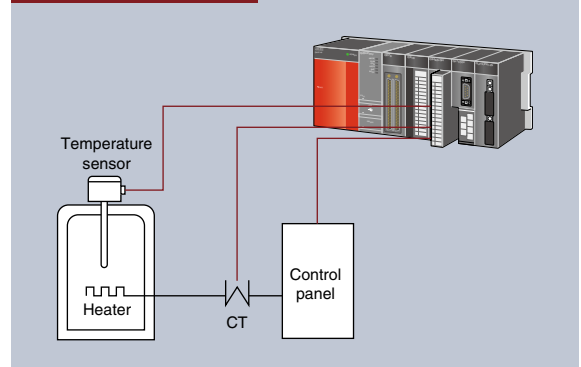 Temperature
sensor
Heater
CT
Control
panel